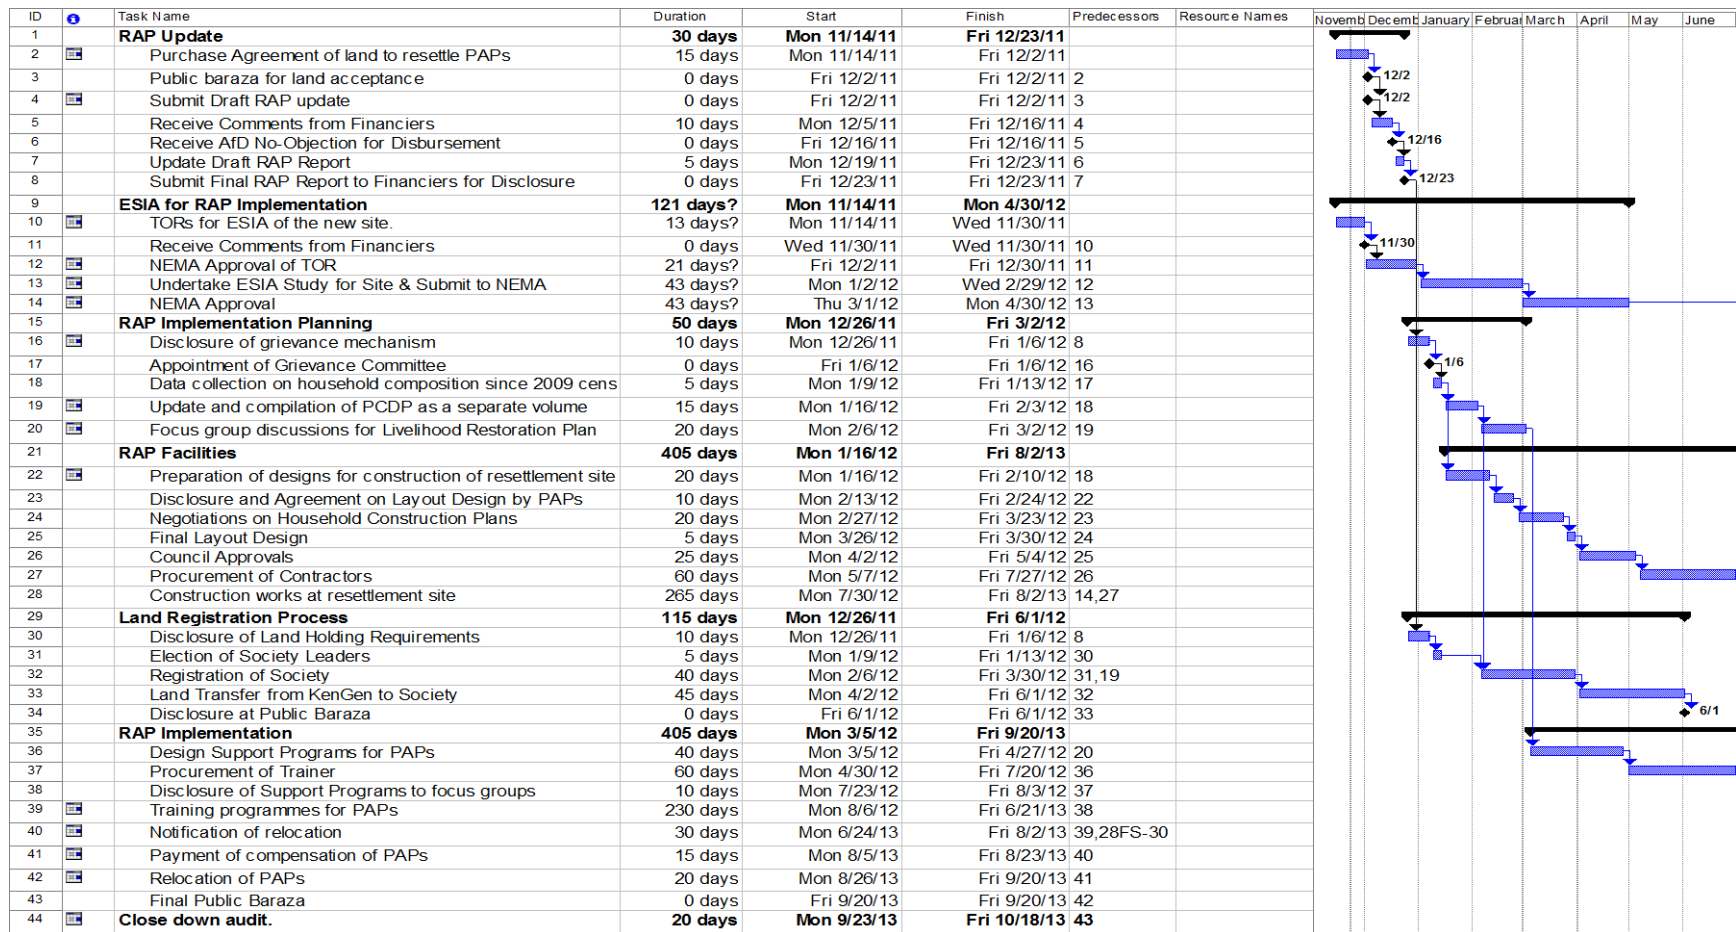 ID Task Name Duration Start Finish Predecessors Resource Names Novemb Decemb January Februar March April May June
1 RAP Update 30 days Mon 11/14/11 Fri 12/23/11
2 Purchase Agreement of land to resettle PAPs 15 days Mon 11/14/11 Fri 12/2/11
3 Public baraza for land acceptance 0 days Fri 12/2/11 Fri 12/2/11 2 12/2
4 Submit Draft RAP update 0 days Fri 12/2/11 Fri 12/2/11 3 12/2
5 Receive Comments from Financiers 10 days Mon 12/5/11 Fri 12/16/11 4
6 Receive AfD No-Objection for Disbursement 0 days Fri 12/16/11 Fri 12/16/11 5 12/16
7 Update Draft RAP Report 5 days Mon 12/19/11 Fri 12/23/11 6
8 Submit Final RAP Report to Financiers for Disclosure 0 days Fri 12/23/11 Fri 12/23/11 7 12/23
9 ESIA for RAP Implementation 121 days? Mon 11/14/11 Mon 4/30/12
10 TORs for ESIA of the new site. 13 days? Mon 11/14/11 Wed 11/30/11
11 Receive Comments from Financiers 0 days Wed 11/30/11 Wed 11/30/11 10 11/30
12 NEMA Approval of TOR 21 days? Fri 12/2/11 Fri 12/30/11 11
13 Undertake ESIA Study for Site & Submit to NEMA 43 days? Mon 1/2/12 Wed 2/29/12 12
14 NEMA Approval 43 days? Thu 3/1/12 Mon 4/30/12 13
15 RAP Implementation Planning 50 days Mon 12/26/11 Fri 3/2/12
16 Disclosure of grievance mechanism 10 days Mon 12/26/11 Fri 1/6/12 8
17 Appointment of Grievance Committee 0 days Fri 1/6/12 Fri 1/6/12 16 1/6
18 Data collection on household composition since 2009 cens 5 days Mon 1/9/12 Fri 1/13/12 17
19 Update and compilation of PCDP as a separate volume 15 days Mon 1/16/12 Fri 2/3/12 18
20 Focus group discussions for Livelihood Restoration Plan 20 days Mon 2/6/12 Fri 3/2/12 19
21 RAP Facilities 405 days Mon 1/16/12 Fri 8/2/13
22 Preparation of designs for construction of resettlement site 20 days Mon 1/16/12 Fri 2/10/12 18
23 Disclosure and Agreement on Layout Design by PAPs 10 days Mon 2/13/12 Fri 2/24/12 22
24 Negotiations on Household Construction Plans 20 days Mon 2/27/12 Fri 3/23/12 23
25 Final Layout Design 5 days Mon 3/26/12 Fri 3/30/12 24
26 Council Approvals 25 days Mon 4/2/12 Fri 5/4/12 25
27 Procurement of Contractors 60 days Mon 5/7/12 Fri 7/27/12 26
28 Construction works at resettlement site 265 days Mon 7/30/12 Fri 8/2/13 14,27
29 Land Registration Process 115 days Mon 12/26/11 Fri 6/1/12
30 Disclosure of Land Holding Requirements 10 days Mon 12/26/11 Fri 1/6/12 8
31 Election of Society Leaders 5 days Mon 1/9/12 Fri 1/13/12 30
32 Registration of Society 40 days Mon 2/6/12 Fri 3/30/12 31,19
33 Land Transfer from KenGen to Society 45 days Mon 4/2/12 Fri 6/1/12 32
34 Disclosure at Public Baraza 0 days Fri 6/1/12 Fri 6/1/12 33 6/1
35 RAP Implementation 405 days Mon 3/5/12 Fri 9/20/13
36 Design Support Programs for PAPs 40 days Mon 3/5/12 Fri 4/27/12 20
37 Procurement of Trainer 60 days Mon 4/30/12 Fri 7/20/12 36
38 Disclosure of Support Programs to focus groups 10 days Mon 7/23/12 Fri 8/3/12 37
39 Training programmes for PAPs 230 days Mon 8/6/12 Fri 6/21/13 38
40 Notification of relocation 30 days Mon 6/24/13 Fri 8/2/13 39,28FS-30
41 Payment of compensation of PAPs 15 days Mon 8/5/13 Fri 8/23/13 40
42 Relocation of PAPs 20 days Mon 8/26/13 Fri 9/20/13 41
43 Final Public Baraza 0 days Fri 9/20/13 Fri 9/20/13 42
44 Close down audit. 20 days Mon 9/23/13 Fri 10/18/13 43